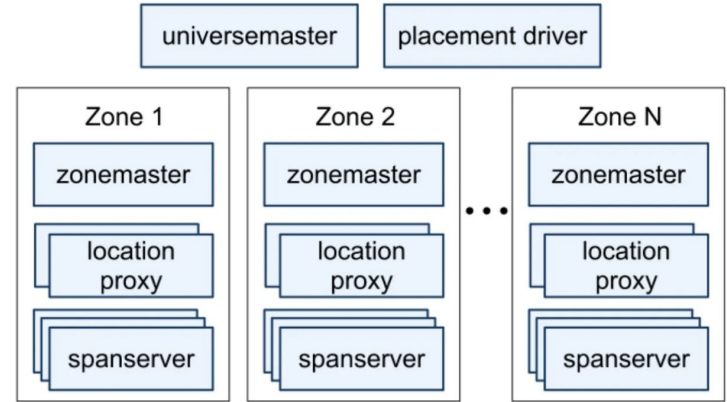 universemaster
placement driver
Zone 1
zonemaster
location
proxy
spanserver
Zone 2
zonemaster
location
proxy
spanserver
...
Zone N
zonemaster
location
proxy
spanserver